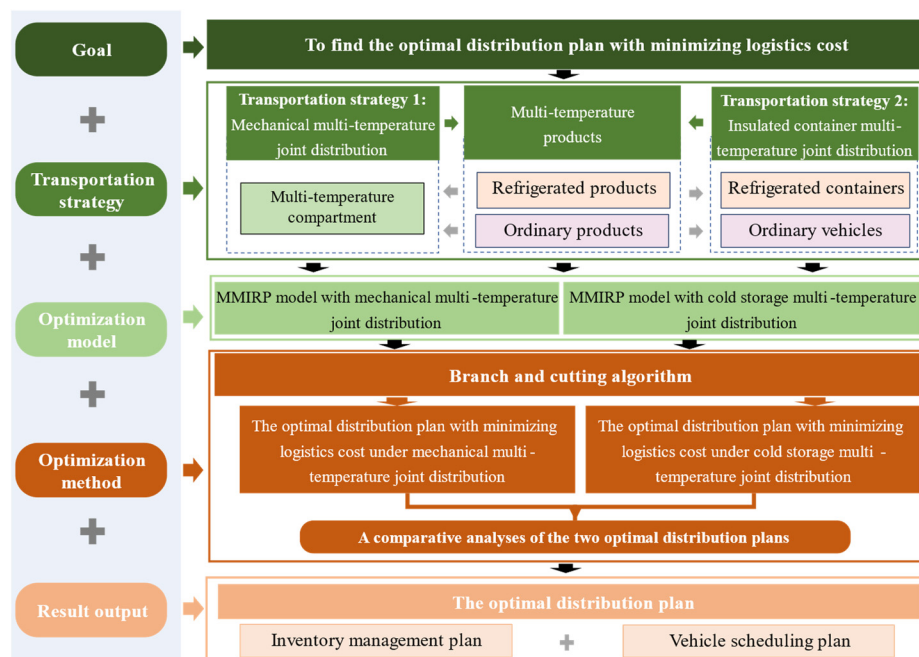 Goal
To find the optimal distribution plan with minimizing logistics cost
Transportation
strategy
Transportation strategy 1:
Mechanical multi-temperature
joint distribution
Multi-temperature
products
Transportation strategy 2:
Insulated container multi-
temperature joint distribution
Multi-temperature
compartment
Refrigerated products
Ordinary products
Refrigerated containers
Ordinary vehicles
Optimization
model
MMIRP model with mechanical multi -temperature
joint distribution
MMIRP model with cold storage multi-temperature
joint distribution
Optimization
method
Branch and cutting algorithm
The optimal distribution plan with minimizing
logistics cost under mechanical multi -
temperature joint distribution
The optimal distribution plan with minimizing
logistics cost under cold storage multi -
temperature joint distribution
A comparative analyses of the two optimal distribution plans
Result output
The optimal distribution plan
Inventory management plan
Vehicle scheduling plan